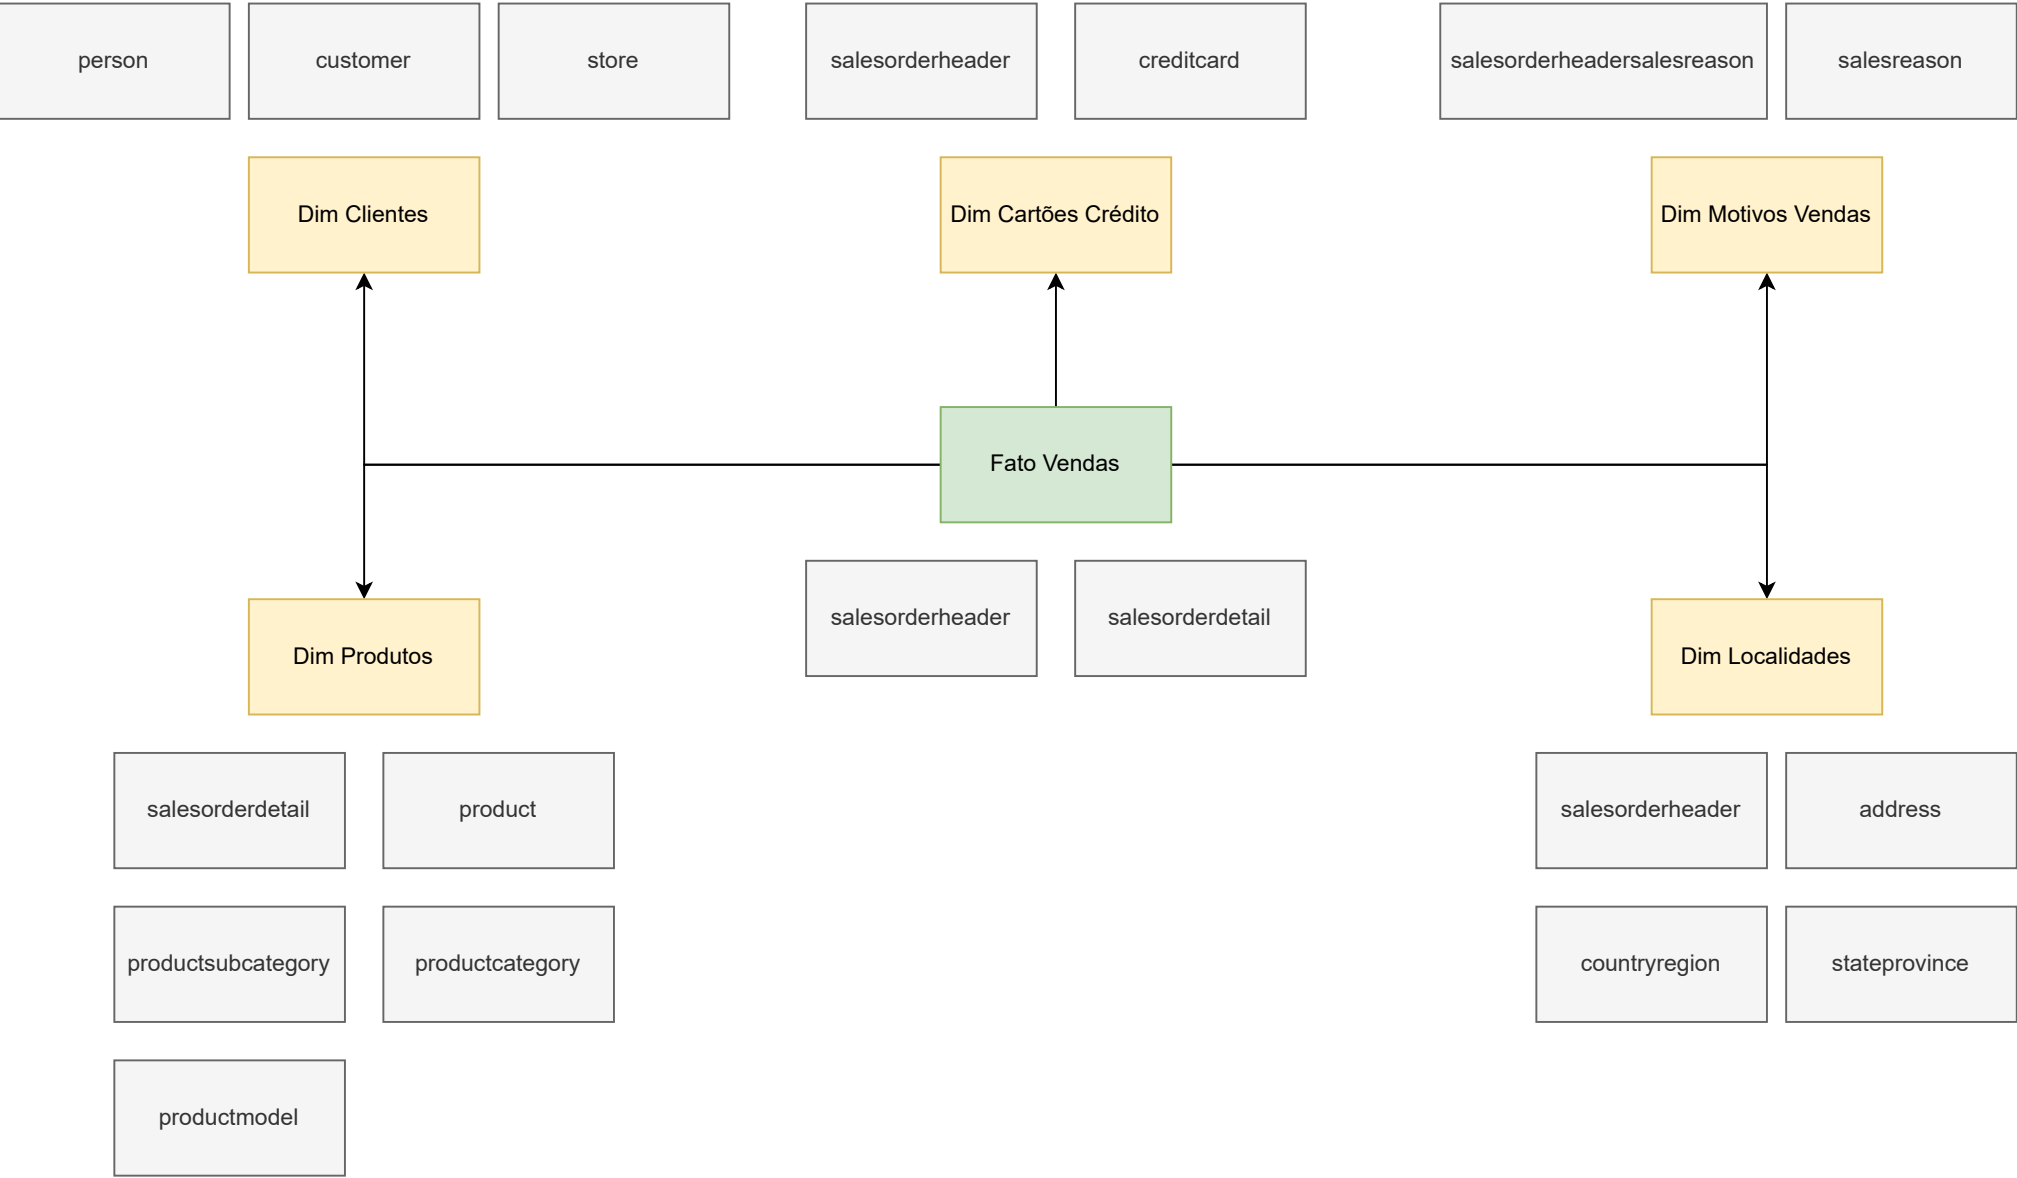 person
customer
store
salesorderheader
creditcard
salesorderheadersalesreason
salesreason
Dim Clientes
Dim Cartões Crédito
Dim Motivos Vendas
Fato Vendas
salesorderheader
salesorderdetail
Dim Produtos
Dim Localidades
salesorderdetail
product
salesorderheader
address
productsubcategory
productcategory
countryregion
stateprovince
productmodel